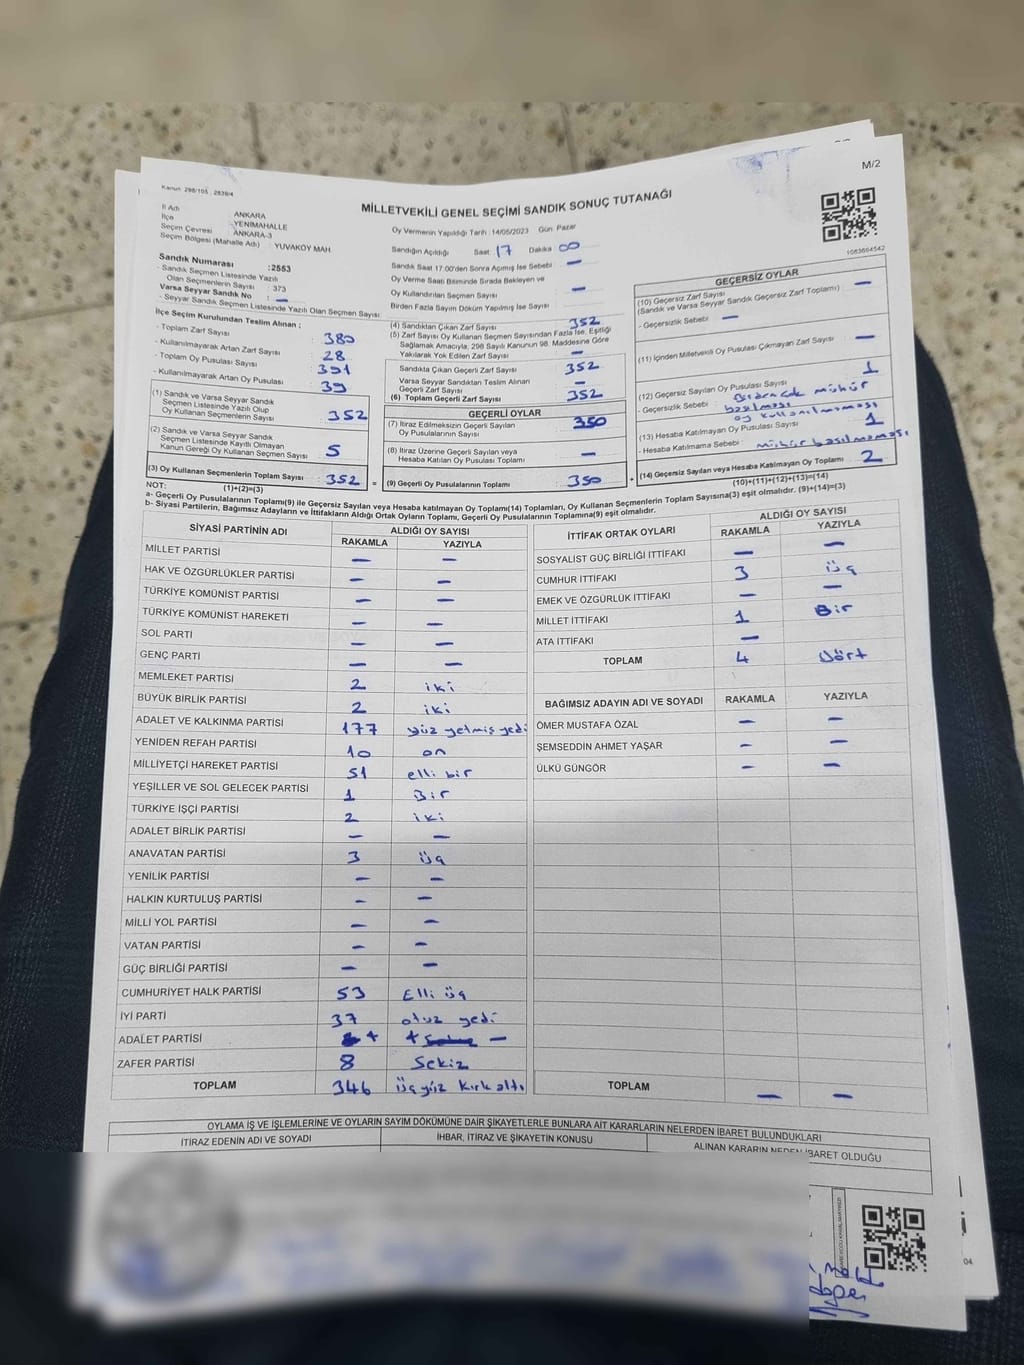 Kanun: 298/105 : 2839/4
M/2
MİLLETVEKİLİ GENEL SEÇİMİ SANDIK SONUÇ TUTANAĞI
İl Adı : ANKARA
İlçe : YENİMAHALLE
Seçim Çevresi : ANKARA-3
Seçim Bölgesi (Mahalle Adı) : YUVAKÖY MAH.
Sandık Numarası :2553
- Sandık Seçmen Listesinde Yazılı
Olan Seçmenlerin Sayısı : 373
Varsa Seyyar Sandık No : —
- Seyyar Sandık Seçmen Listesinde Yazılı Olan Seçmen Sayısı:
İlçe Seçim Kurulundan Teslim Alınan ;
- Toplam Zarf Sayısı 380
- Kullanılmayarak Artan Zarf Sayısı 28
- Toplam Oy Pusulası Sayısı 391
- Kullanılmayarak Artan Oy Pusulası 39
(1) Sandık ve Varsa Seyyar Sandık
Seçmen Listesinde Yazılı Olup
Oy Kullanan Seçmenlerin Sayısı 352
(2) Varsa Sandık ve Seyyar Sandık
Seçmen Listesinde Kayıtlı Olmayan
Kanun Gereği Oy Kullanan Seçmen Sayısı 5
(3) Oy Kullanan Seçmenlerin Toplam Sayısı 352
(1)+(2)=(3)
Oy Vermenin Yapıldığı Tarih : 14/05/2023 Gün Pazar
Sandığın Açıldığı Saat 17 Dakika 00
Sandık Saat 17:00'den Sonra Açılmış İse Sebebi : —
Oy Verme Saati Bitiminde Sırada Bekleyen ve
Oy Kullandırılan Seçmen Sayısı —
Birden Fazla Sayım Döküm Yapılmış İse Sayısı :
(4) Sandıktan Çıkan Zarf Sayısı 352
(5) Zarf Sayısı Oy Kullanan Seçmen Sayısından Fazla İse, Eşitliği
Sağlamak Amacıyla, 298 Sayılı Kanunun 98. Maddesine Göre
Yakılarak Yok Edilen Zarf Sayısı —
Sandıkta Çıkan Geçerli Zarf Sayısı 352
Varsa Seyyar Sandıktan Teslim Alınan
Geçerli Zarf Sayısı —
(6) Toplam Geçerli Zarf Sayısı 352
GEÇERLİ OYLAR
(7) İtiraz Edilmeksizin Geçerli Sayılan
Oy Pusulalarının Sayısı 350
(8) İtiraz Üzerine Geçerli Sayılan veya
Hesaba Katılan Oy Pusulası Toplamı —
= (9) Geçerli Oy Pusulalarının Toplamı 350 +
1083604542
GEÇERSİZ OYLAR
(10) Geçersiz Zarf Sayısı
(Sandık ve Varsa Seyyar Sandık Geçersiz Zarf Toplamı) : —
- Geçersizlik Sebebi : —
(11) İçinden Milletvekili Oy Pusulası Çıkmayan Zarf Sayısı —
(12) Geçersiz Sayılan Oy Pusulası Sayısı 1
- Geçersizlik Sebebi : Birden çok mühür
basılması
(13) Hesaba Katılmayan Oy Pusulası Sayısı oy kullanılmaması 1
- Hesaba Katılmama Sebebi : mühür basılmaması
(14) Geçersiz Sayılan veya Hesaba Katılmayan Oy Toplamı 2
(10)+(11)+(12)+(13)=(14)
NOT:
a- Geçerli Oy Pusulalarının Toplamı(9) ile Geçersiz Sayılan veya Hesaba katılmayan Oy Toplamı(14) Toplamları, Oy Kullanan Seçmenlerin Toplam Sayısına(3) eşit olmalıdır. (9)+(14)=(3)
b- Siyasi Partilerin, Bağımsız Adayların ve İttifakların Aldığı Ortak Oyların Toplamı, Geçerli Oy Pusulalarının Toplamına(9) eşit olmalıdır.
SİYASİ PARTİNİN ADI ALDIĞI OY SAYISI
RAKAMLA YAZIYLA
MİLLET PARTİSİ — —
HAK VE ÖZGÜRLÜKLER PARTİSİ — —
TÜRKİYE KOMÜNİST PARTİSİ — —
TÜRKİYE KOMÜNİST HAREKETİ — —
SOL PARTİ — —
GENÇ PARTİ — —
MEMLEKET PARTİSİ 2 iki
BÜYÜK BİRLİK PARTİSİ 2 iki
ADALET VE KALKINMA PARTİSİ 177 yüz yetmiş yedi
YENİDEN REFAH PARTİSİ 10 on
MİLLİYETÇİ HAREKET PARTİSİ 51 elli bir
YEŞİLLER VE SOL GELECEK PARTİSİ 1 Bir
TÜRKİYE İŞÇİ PARTİSİ 2 iki
ADALET BİRLİK PARTİSİ — —
ANAVATAN PARTİSİ 3 üç
YENİLİK PARTİSİ — —
HALKIN KURTULUŞ PARTİSİ — —
MİLLİ YOL PARTİSİ — —
VATAN PARTİSİ — —
GÜÇ BİRLİĞİ PARTİSİ — —
CUMHURİYET HALK PARTİSİ 53 Elli üç
İYİ PARTİ 37 otuz yedi
ADALET PARTİSİ —
ZAFER PARTİSİ 8 Sekiz
TOPLAM 346 üçyüz kırk altı
İTTİFAK ORTAK OYLARI ALDIĞI OY SAYISI
RAKAMLA YAZIYLA
SOSYALİST GÜÇ BİRLİĞİ İTTİFAKI — —
CUMHUR İTTİFAKI 3 üç
EMEK VE ÖZGÜRLÜK İTTİFAKI — —
MİLLET İTTİFAKI 1 Bir
ATA İTTİFAKI —
TOPLAM 4 Dört
BAĞIMSIZ ADAYIN ADI VE SOYADI RAKAMLA YAZIYLA
ÖMER MUSTAFA ÖZAL — —
ŞEMSEDDİN AHMET YAŞAR — —
ÜLKÜ GÜNGÖR — —
TOPLAM — —
OYLAMA İŞ VE İŞLEMLERİNE VE OYLARIN SAYIM DÖKÜMÜNE DAİR ŞİKAYETLERLE BUNLARA AİT KARARLARIN NELERDEN İBARET BULUNDUKLARI
İTİRAZ EDENİN ADI VE SOYADI İHBAR, İTİRAZ VE ŞİKAYETİN KONUSU ALINAN KARARIN NEDEN İBARET OLDUĞU
04